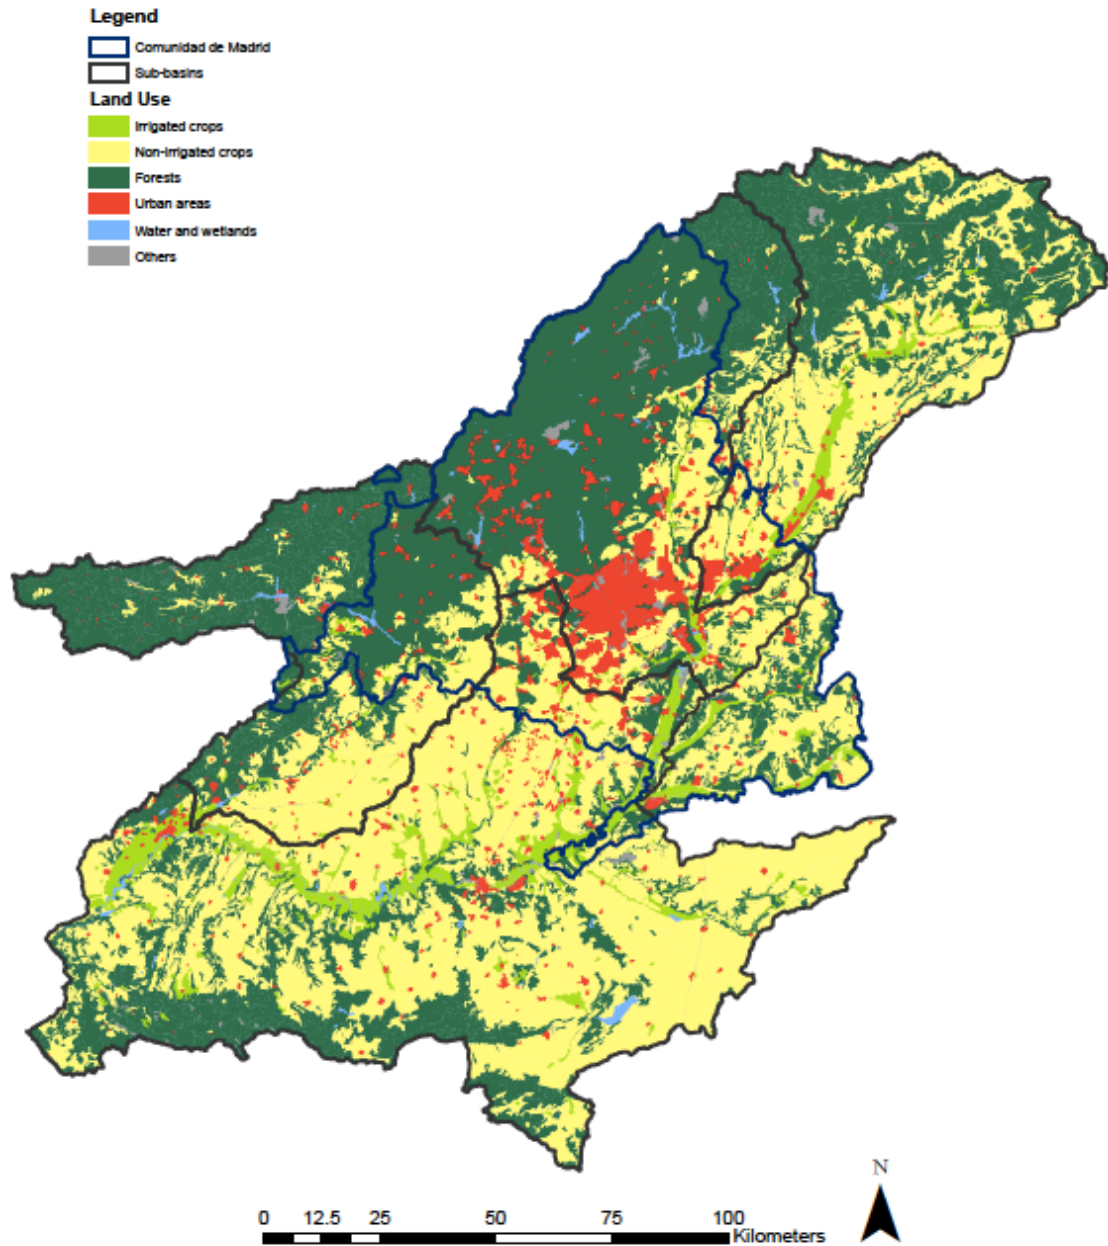 Legend
Comunidad de Madrid
Sub-basins
Land Use
Irrigated crops
Non-irrigated crops
Forests
Urban areas
Water and wetlands
Others
N
0 12.5 25 50 75 100
Kilometers